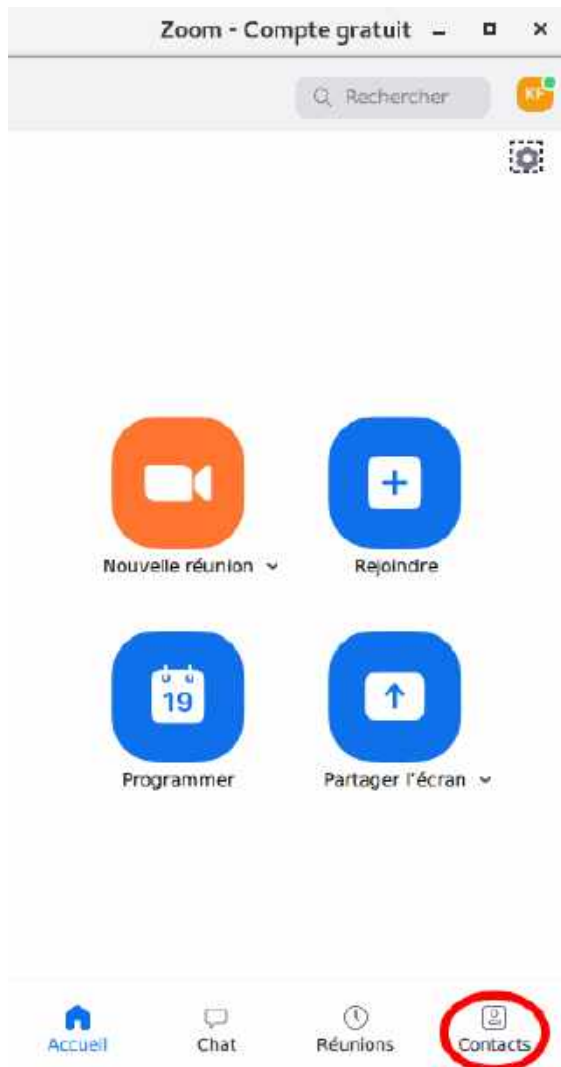 Zoom - Compte gratuit
Rechercher
KF
Nouvelle réunion
Rejoindre
19
Programmer
Partager l'écran
Accueil
Chat
Réunions
Contacts